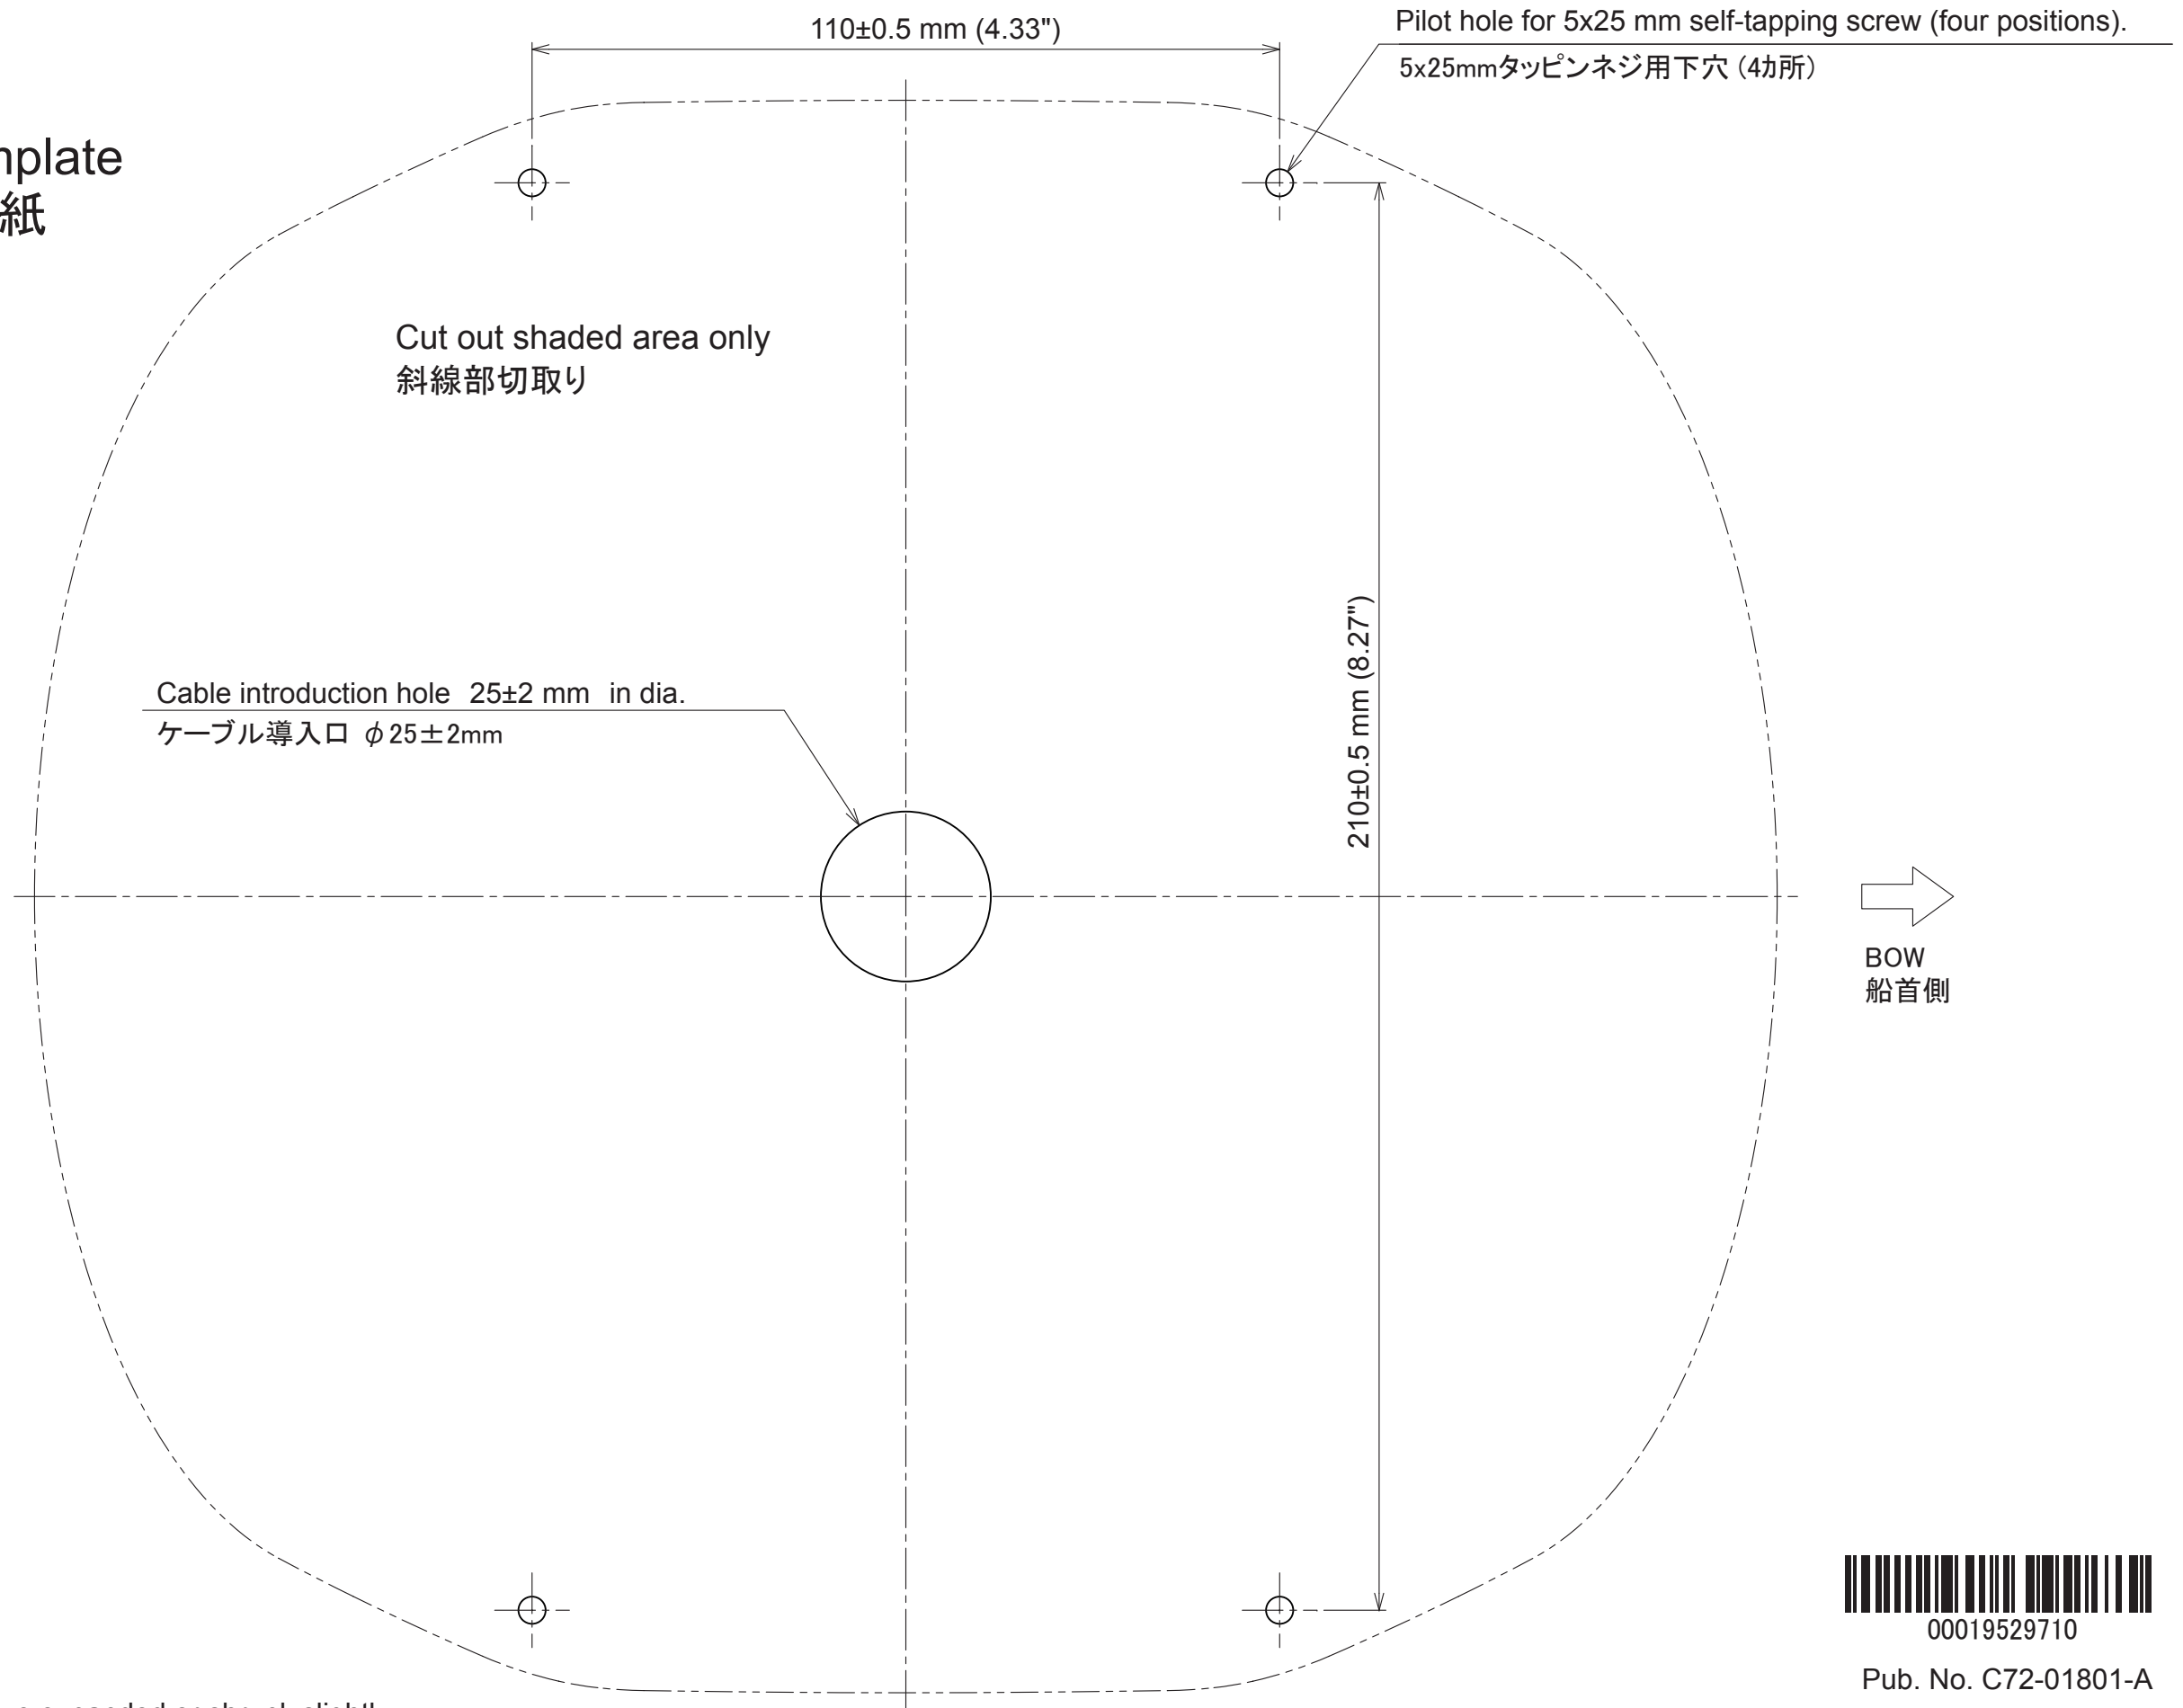 110±0.5 mm (4.33")
Pilot hole for 5x25 mm self-tapping screw (four positions).
5x25mmタッピンネジ用下穴（4カ所）
紙
Cut out shaded area only
斜線部切取り
210±0.5 mm (8.27")
Cable introduction hole 25±2 mm in dia.
ケーブル導入口 φ25±2mm
BOW
船首側
00019529710
Pub. No. C72-01801-A